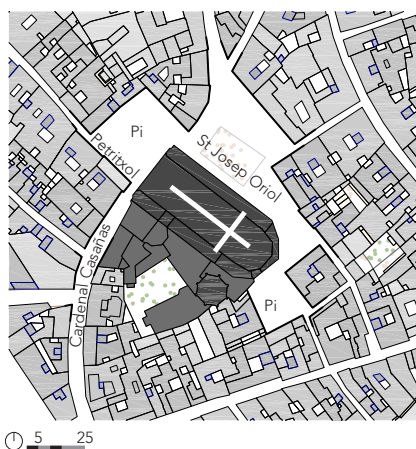 Pi
St Josep Oriol
Petritxol
Cardenal Casañas
Pi
5 25